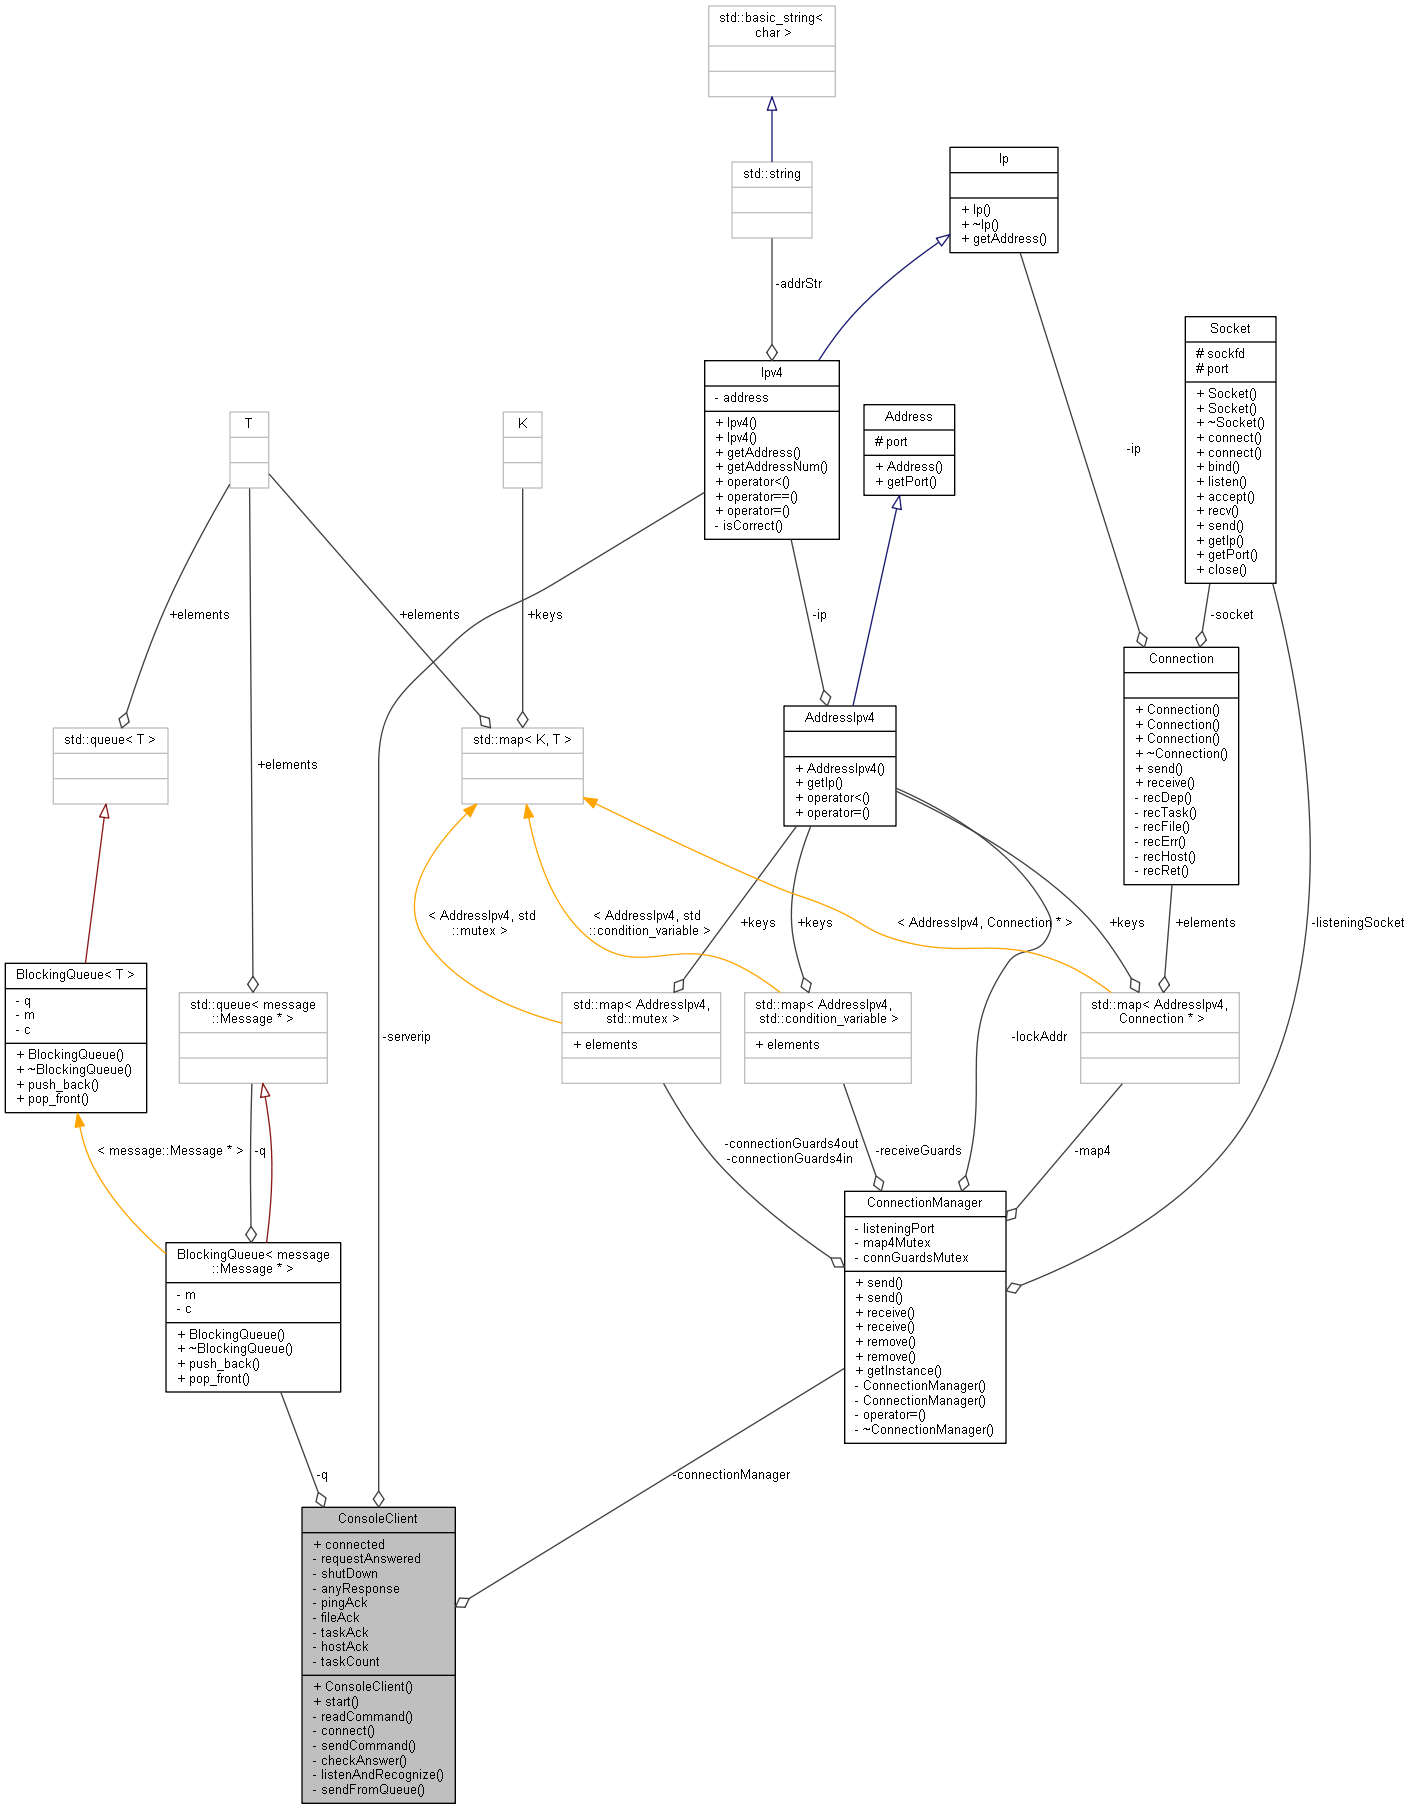 std::basic_string<
char >
std::string
Ip
+ Ip()
+ ~Ip()
+ getAddress()
-addrStr
Socket
# sockfd
# port
+ Socket()
+ Socket()
+ ~Socket()
+ connect()
+ connect()
+ bind()
+ listen()
+ accept()
+ recv()
+ send()
+ getIp()
+ getPort()
+ close()
Ipv4
- address
+ Ipv4()
+ Ipv4()
+ getAddress()
+ getAddressNum()
+ operator<()
+ operator==()
+ operator=()
- isCorrect()
Address
# port
+ Address()
+ getPort()
T
K
-ip
+elements
+elements
+keys
-ip
-socket
Connection
+ Connection()
+ Connection()
+ Connection()
+ ~Connection()
+ send()
+ receive()
- recDep()
- recTask()
- recFile()
- recErr()
- recHost()
- recRet()
std::queue< T >
+elements
std::map< K, T >
AddressIpv4
+ AddressIpv4()
+ getIp()
+ operator<()
+ operator=()
< AddressIpv4, std
::mutex >
< AddressIpv4, std
::condition_variable >
+keys
+keys
< AddressIpv4, Connection * >
+keys
+elements
-listeningSocket
BlockingQueue< T >
- q
- m
- c
+ BlockingQueue()
+ ~BlockingQueue()
+ push_back()
+ pop_front()
std::queue< message
::Message * >
-serverip
std::map< AddressIpv4,
std::mutex >
+ elements
std::map< AddressIpv4,
std::condition_variable >
+ elements
-lockAddr
std::map< AddressIpv4,
Connection * >
< message::Message * >
-q
-connectionGuards4out
-connectionGuards4in
-receiveGuards
-map4
BlockingQueue< message
::Message * >
- m
- c
+ BlockingQueue()
+ ~BlockingQueue()
+ push_back()
+ pop_front()
ConnectionManager
- listeningPort
- map4Mutex
- connGuardsMutex
+ send()
+ send()
+ receive()
+ receive()
+ remove()
+ remove()
+ getInstance()
- ConnectionManager()
- ConnectionManager()
- operator=()
- ~ConnectionManager()
-q
-connectionManager
ConsoleClient
+ connected
- requestAnswered
- shutDown
- anyResponse
- pingAck
- fileAck
- taskAck
- hostAck
- taskCount
+ ConsoleClient()
+ start()
- readCommand()
- connect()
- sendCommand()
- checkAnswer()
- listenAndRecognize()
- sendFromQueue()